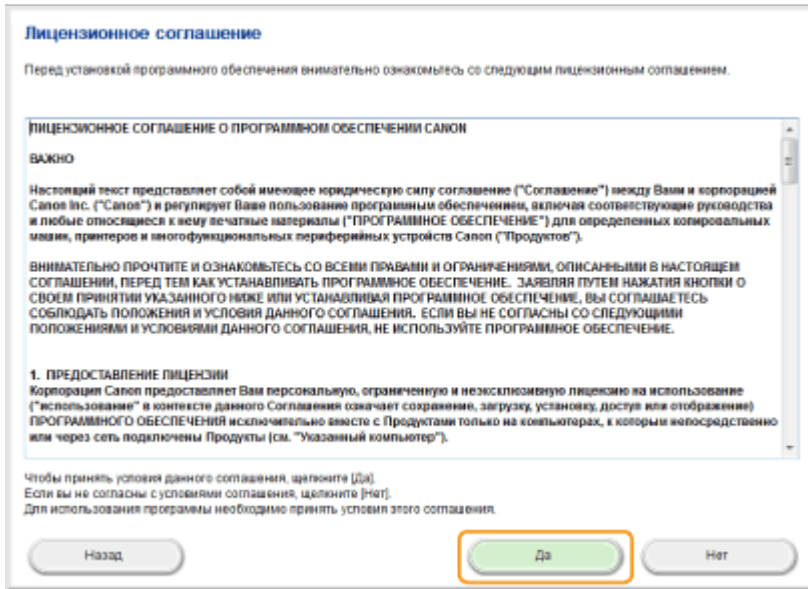 Лицензионное соглашение
Перед установкой программного обеспечения внимательно ознакомьтесь со следующим лицензионным соглашением.
ЛИЦЕНЗИОННОЕ СОГЛАШЕНИЕ О ПРОГРАММНОМ ОБЕСПЕЧЕНИИ CANON
ВАЖНО
Настоящий текст представляет собой имеющее юридическую силу соглашение ("Соглашение") между Вами и корпорацией
Canon Inc. ("Canon") и регулирует Ваше пользование программным обеспечением, включая соответствующие руководства
и любые относящиеся к нему печатные материалы ("ПРОГРАММНОЕ ОБЕСПЕЧЕНИЕ") для определенных копировальных
машин, принтеров и многофункциональных периферийных устройств Canon ("Продуктов").
ВНИМАТЕЛЬНО ПРОЧТИТЕ И ОЗНАКОМЬТЕСЬ СО ВСЕМИ ПРАВАМИ И ОГРАНИЧЕНИЯМИ, ОПИСАННЫМИ В НАСТОЯЩЕМ
СОГЛАШЕНИИ, ПЕРЕД ТЕМ КАК УСТАНАВЛИВАТЬ ПРОГРАММНОЕ ОБЕСПЕЧЕНИЕ. ЗАЯВЛЯЯ ПУТЕМ НАЖАТИЯ КНОПКИ О
СВОЕМ ПРИНЯТИИ УКАЗАННОГО НИЖЕ ИЛИ УСТАНАВЛИВАЯ ПРОГРАММНОЕ ОБЕСПЕЧЕНИЕ, ВЫ СОГЛАШАЕТЕСЬ
СОБЛЮДАТЬ ПОЛОЖЕНИЯ И УСЛОВИЯ ДАННОГО СОГЛАШЕНИЯ. ЕСЛИ ВЫ НЕ СОГЛАСНЫ СО СЛЕДУЮЩИМИ
ПОЛОЖЕНИЯМИ И УСЛОВИЯМИ ДАННОГО СОГЛАШЕНИЯ, НЕ ИСПОЛЬЗУЙТЕ ПРОГРАММНОЕ ОБЕСПЕЧЕНИЕ.
1. ПРЕДОСТАВЛЕНИЕ ЛИЦЕНЗИИ
Корпорация Canon предоставляет Вам персональную, ограниченную и неэксклюзивную лицензию на использование
("использование" в контексте данного Соглашения означает сохранение, загрузку, установку, доступ или отображение)
ПРОГРАММНОГО ОБЕСПЕЧЕНИЯ исключительно вместе с Продуктами только на компьютерах, к которым непосредственно
или через сеть подключены Продукты (см. "Указанный компьютер").
Чтобы принять условия данного соглашения, щелкните [Да].
Если вы не согласны с условиями соглашения, щелкните [Нет].
Для использования программы необходимо принять условия этого соглашения.
Назад
Да
Нет